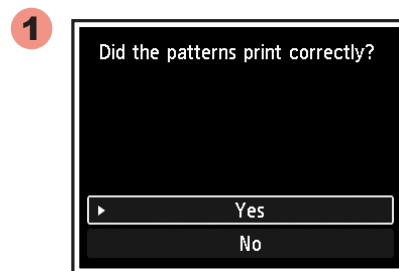 1
Did the patterns print correctly?
Yes
No